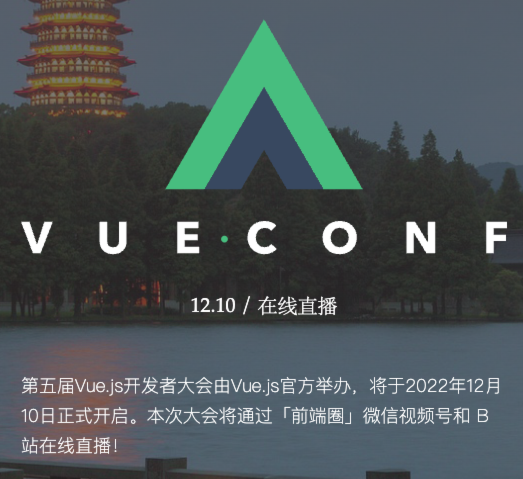 VUE·CONF
12.10 / 在线直播
第五届Vue.js开发者大会由Vue.js官方举办，将于2022年12月
10日正式开启。本次大会将通过「前端圈」微信视频号和 B
站在线直播！